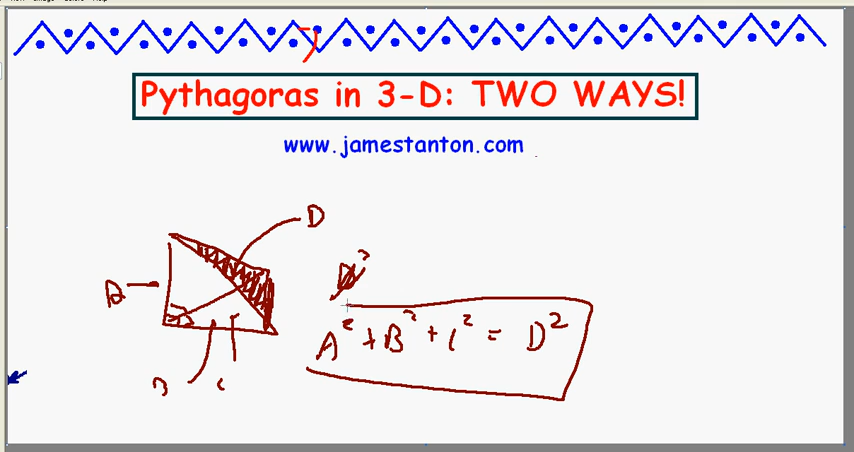 Pythagoras in 3-D: TWO WAYS!
www.jamestanton.com
D
A
B C
A² + B² + C² = D²